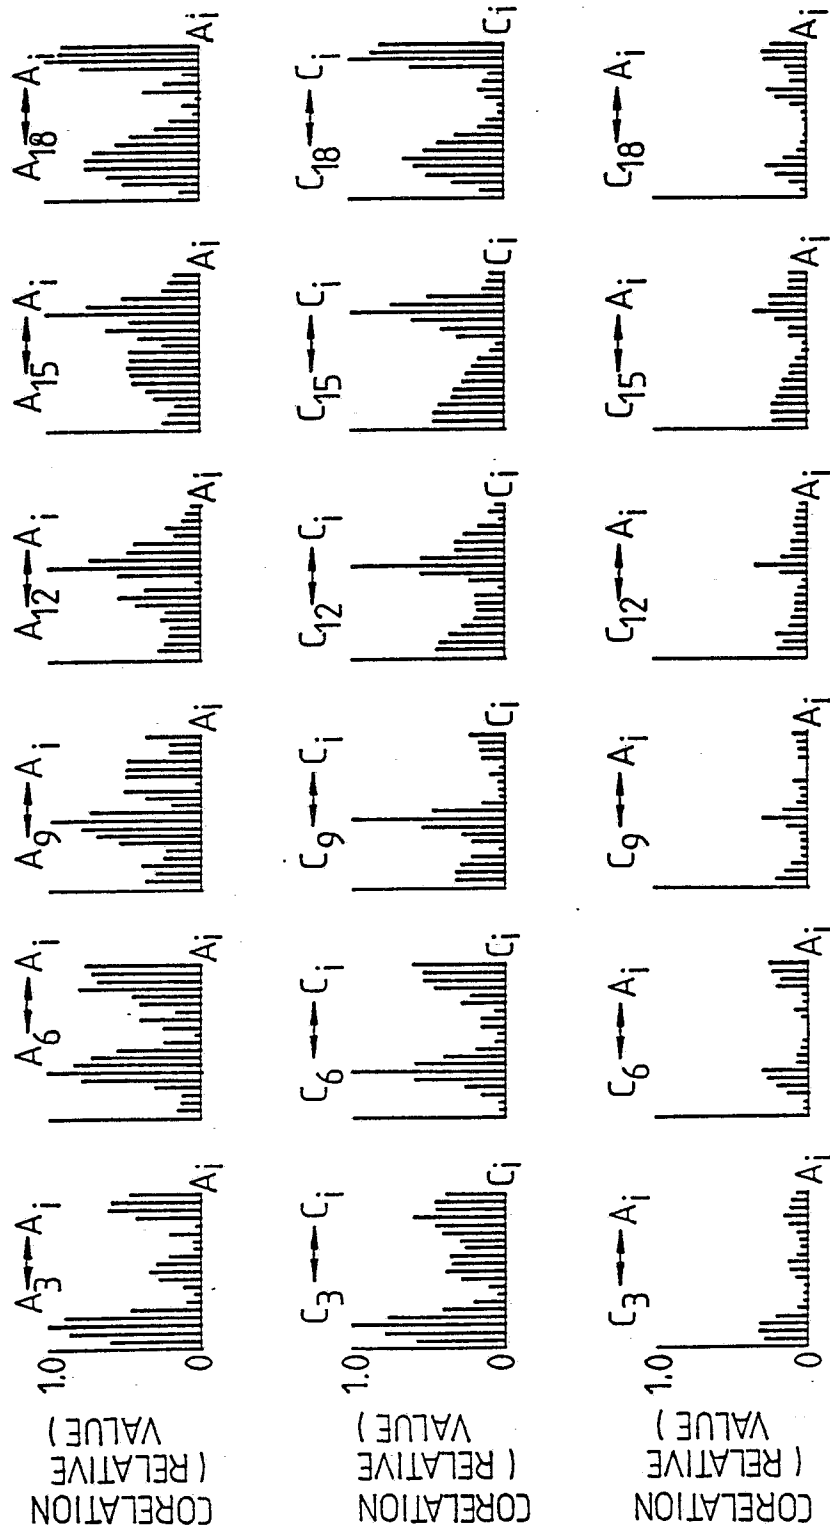 CORELATION
( RELATIVE
VALUE )
1.0
0
A3 ↔ Ai
Ai
A6 ↔ Ai
Ai
A9 ↔ Ai
Ai
A12 ↔ Ai
Ai
A15 ↔ Ai
Ai
A18 ↔ Ai
Ai
CORELATION
( RELATIVE
VALUE )
1.0
0
C3 ↔ Ci
Ci
C6 ↔ Ci
Ci
C9 ↔ Ci
Ci
C12 ↔ Ci
Ci
C15 ↔ Ci
Ci
C18 ↔ Ci
Ci
CORELATION
( RELATIVE
VALUE )
1.0
0
C3 ↔ Ai
Ai
C6 ↔ Ai
Ai
C9 ↔ Ai
Ai
C12 ↔ Ai
Ai
C15 ↔ Ai
Ai
C18 ↔ Ai
Ai